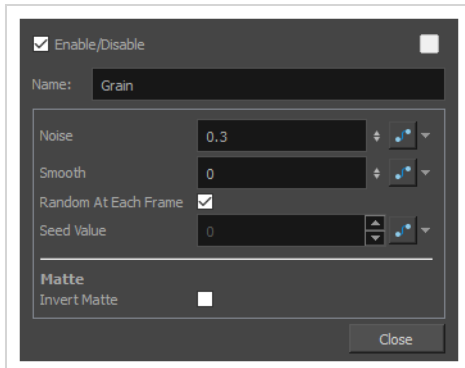 Enable/Disable
Name: Grain
Noise 0.3
Smooth 0
Random At Each Frame
Seed Value 0
Matte
Invert Matte
Close